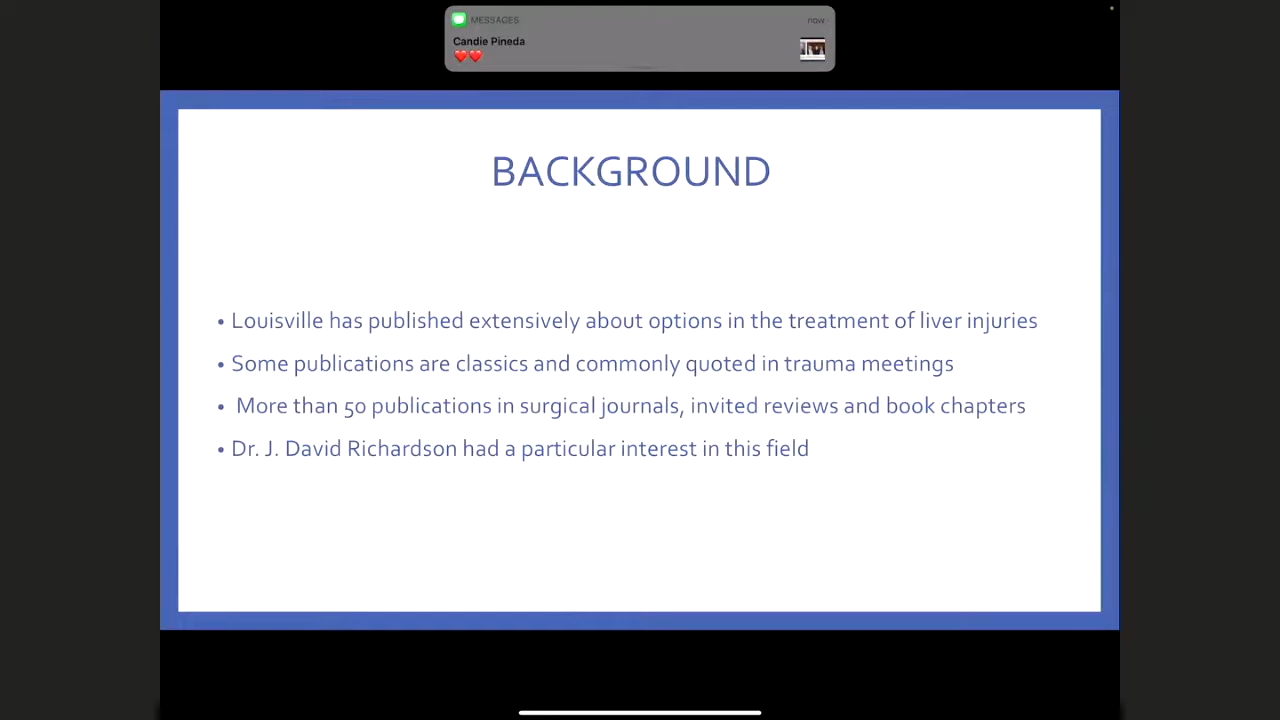 MESSAGES
now
Candie Pineda
❤️❤️
BACKGROUND
• Louisville has published extensively about options in the treatment of liver injuries
• Some publications are classics and commonly quoted in trauma meetings
• More than 50 publications in surgical journals, invited reviews and book chapters
• Dr. J. David Richardson had a particular interest in this field